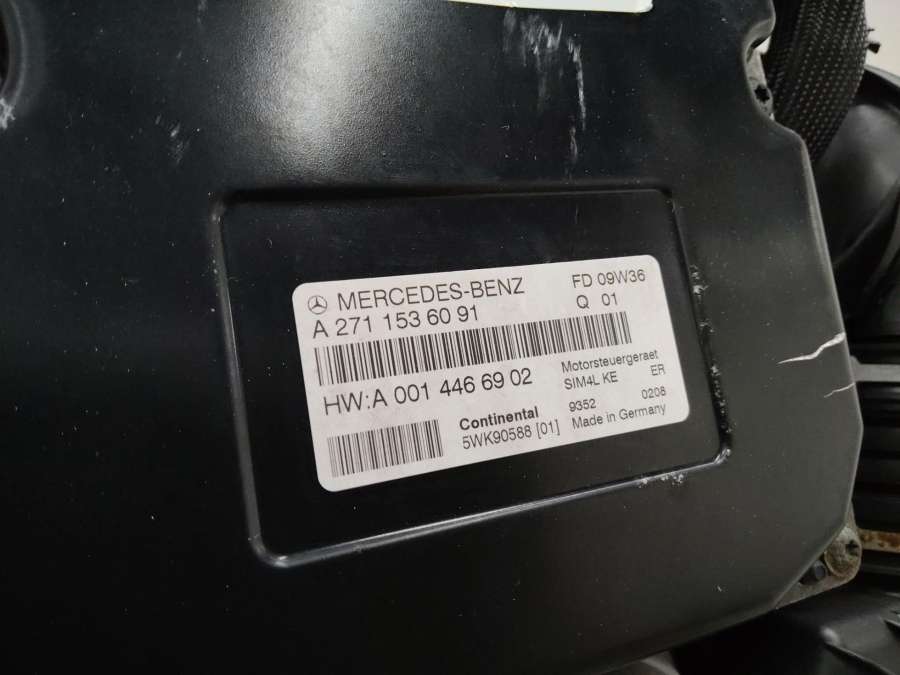 MERCEDES-BENZ
FD 09W36
A 271 153 60 91
Q 01
Motorsteuergeraet
HW:A 001 446 69 02
SIM4L KE ER
Continental
9352 0208
5WK90588 [01]
Made in Germany